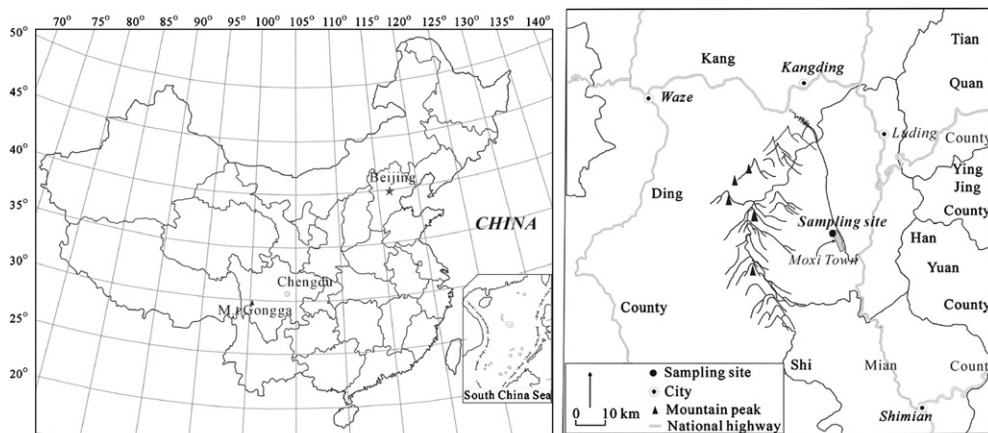 70° 75° 80° 85° 90° 95° 100° 105° 110° 115° 120° 125° 130° 135° 140°
50°
45°
40°
35°
30°
25°
20°
Beijing
CHINA
Chengdu
M.t Gongga
South China Sea
Tian
Kang
Kangding
Quan
Waze
Luding
County
Ying
Jing
Ding
County
Sampling site
Han
Moxi Town
Yuan
County
County
Shi
Mian
Count
Shimian
Sampling site
City
Mountain peak
National highway
0 10 km